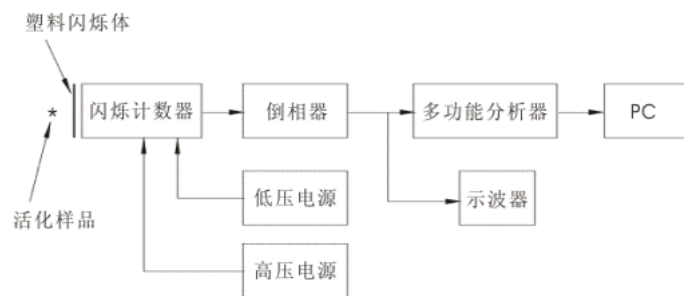 塑料闪烁体
闪烁计数器
倒相器
多功能分析器
PC
低压电源
示波器
活化样品
高压电源